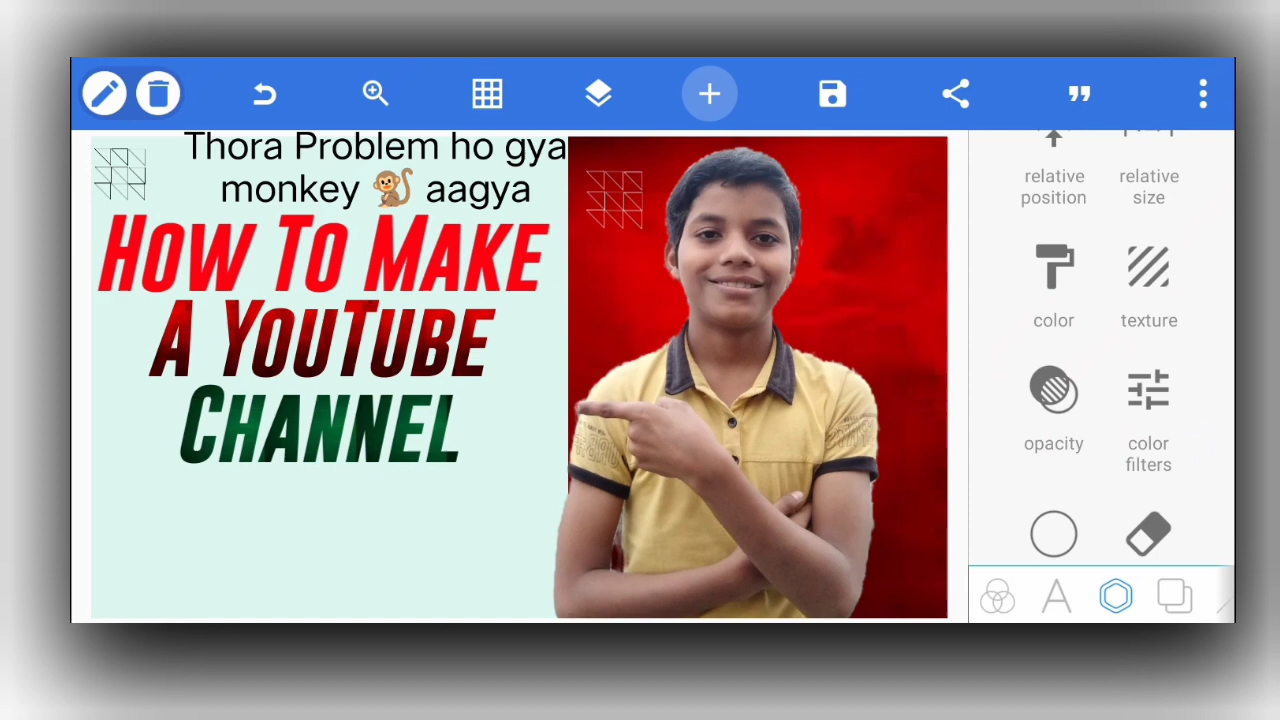 Thora Problem ho gya
monkey 🐒 aagya
HOW TO MAKE
A YOUTUBE
CHANNEL
relative position
relative size
color
texture
opacity
color filters